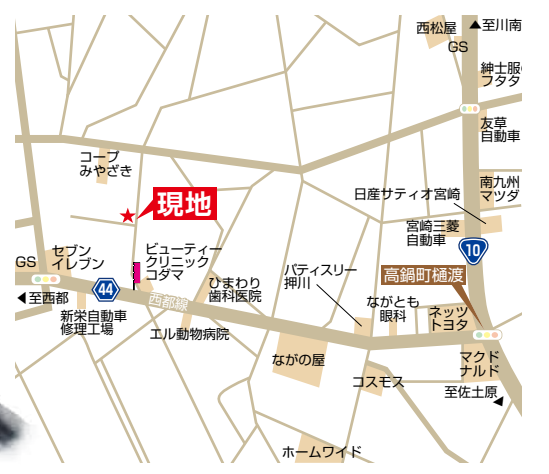 西松屋
▲至川南
GS
紳士服の
フタタ
友草
自動車
コープ
みやざき
南九州
マツダ
日産サティオ宮崎
現地
宮崎三菱
自動車
10
ビューティー
クリニック
コダマ
セブン
イレブン
GS
高鍋町樋渡
パティスリー
押川
ひまわり
歯科医院
44
西都線
◀至西都
ながとも
眼科
ネッツ
トヨタ
新栄自動車
修理工場
エル動物病院
ながの屋
マクド
ナルド
コスモス
至佐土原
ホームワイド